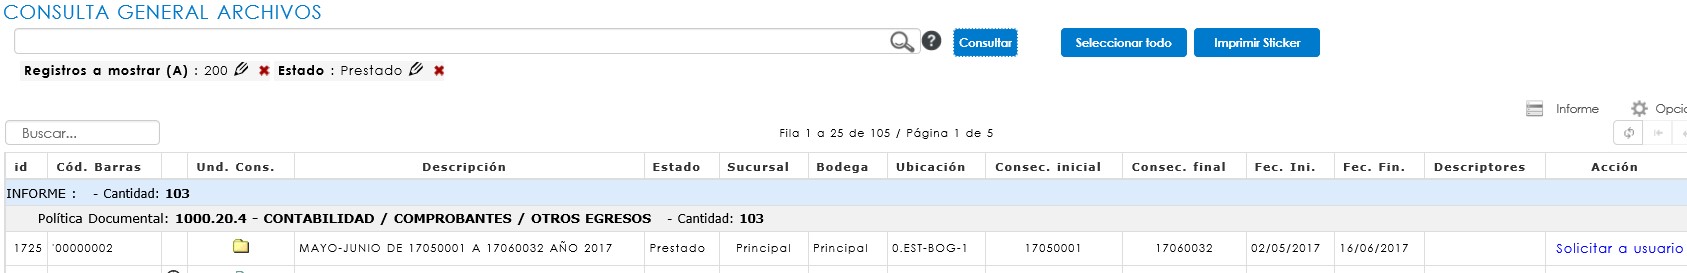 CONSULTA GENERAL ARCHIVOS
? Consultar Seleccionar todo Imprimir Sticker
Registros a mostrar (A) : 200 Estado : Prestado
Informe
Buscar... Fila 1 a 25 de 105 / Página 1 de 5
id Cód. Barras Und. Cons. Descripción Estado Sucursal Bodega Ubicación Consec. inicial Consec. final Fec. Ini. Fec. Fin. Descriptores Acción
INFORME : - Cantidad: 103
Política Documental: 1000.20.4 - CONTABILIDAD / COMPROBANTES / OTROS EGRESOS - Cantidad: 103
1725 '00000002 MAYO-JUNIO DE 17050001 A 17060032 AÑO 2017 Prestado Principal Principal 0.EST-BOG-1 17050001 17060032 02/05/2017 16/06/2017 Solicitar a usuario